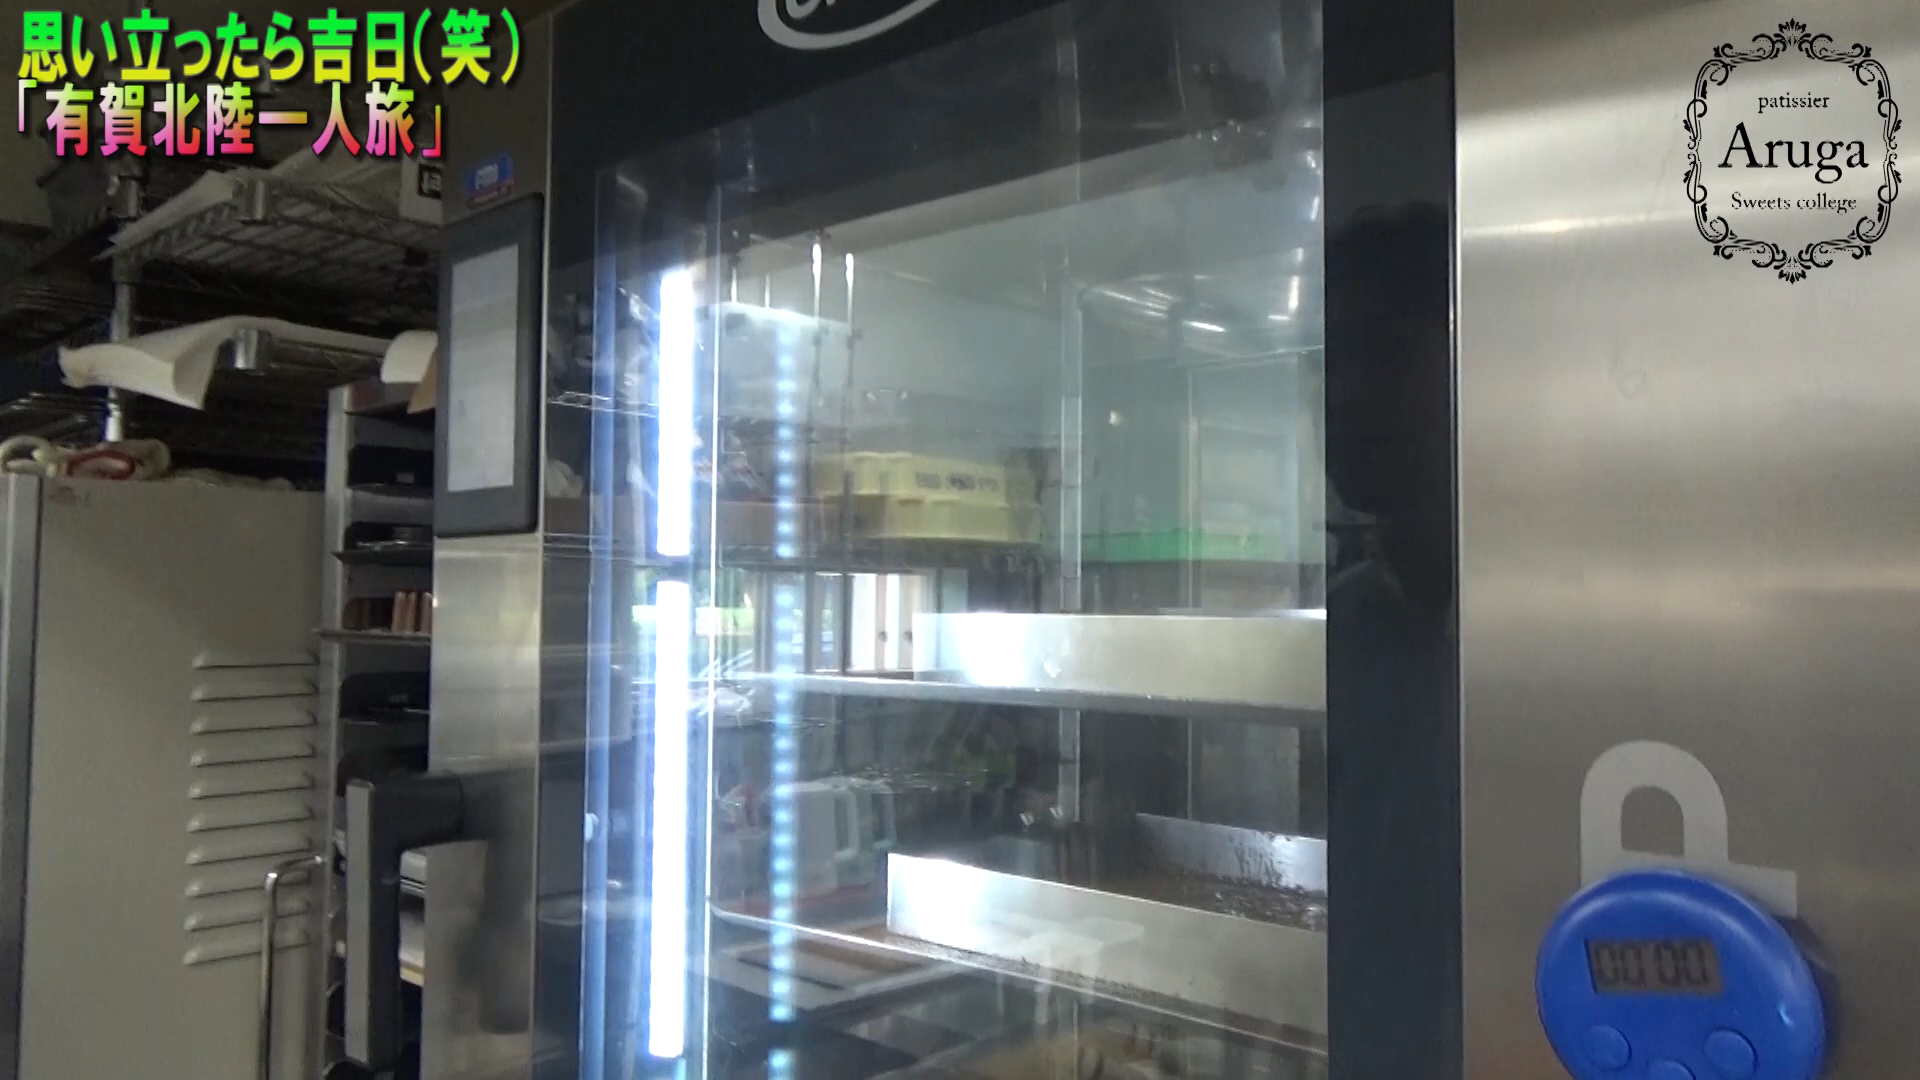 思い立ったら吉日(笑)
「有賀北陸一人旅」
patissier
Aruga
Sweets college
00 00